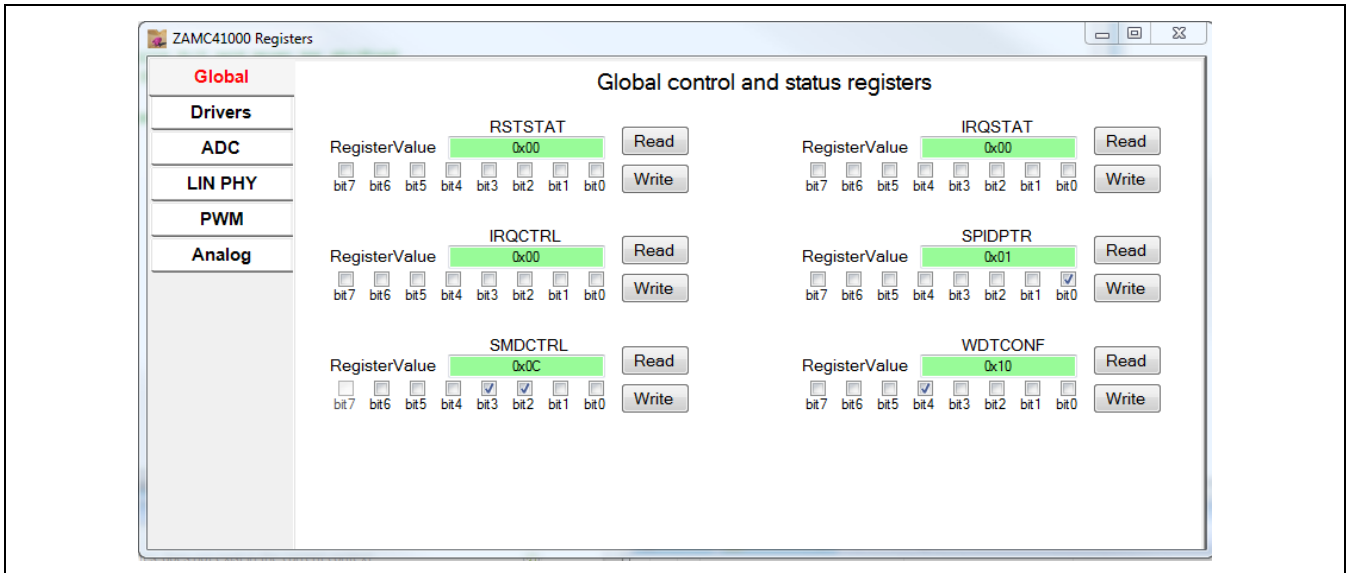 ZAMC41000 Registers
Global
Drivers
ADC
LIN PHY
PWM
Analog
Global control and status registers
RSTSTAT
RegisterValue 0x00 Read
bit7 bit6 bit5 bit4 bit3 bit2 bit1 bit0 Write
IRQSTAT
RegisterValue 0x00 Read
bit7 bit6 bit5 bit4 bit3 bit2 bit1 bit0 Write
IRQCTRL
RegisterValue 0x00 Read
bit7 bit6 bit5 bit4 bit3 bit2 bit1 bit0 Write
SPIDPTR
RegisterValue 0x01 Read
bit7 bit6 bit5 bit4 bit3 bit2 bit1 bit0 Write
SMDCTRL
RegisterValue 0x0C Read
bit7 bit6 bit5 bit4 bit3 bit2 bit1 bit0 Write
WDTCONF
RegisterValue 0x10 Read
bit7 bit6 bit5 bit4 bit3 bit2 bit1 bit0 Write